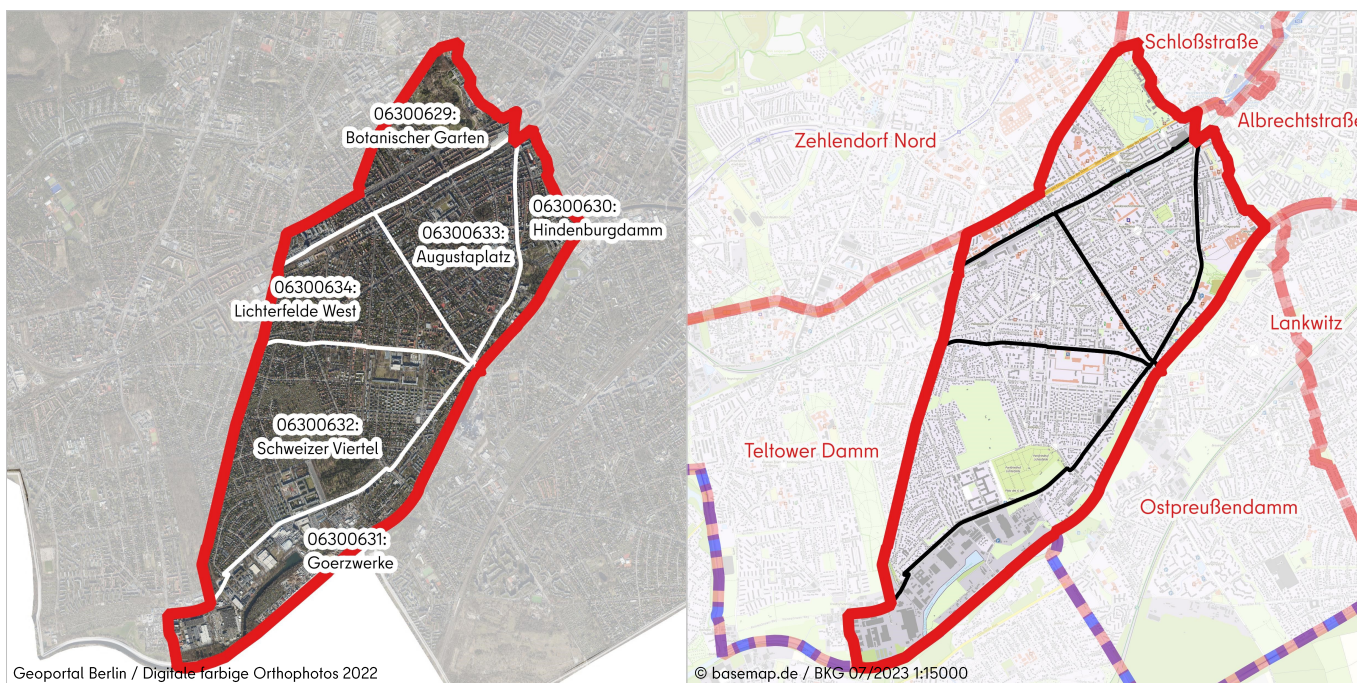 06300629:
Botanischer Garten
06300630:
Hindenburgdamm
06300633:
Augustaplatz
06300634:
Lichterfelde West
06300632:
Schweizer Viertel
06300631:
Goerzwerke
Geoportal Berlin / Digitale farbige Orthophotos 2022
Schloßstraße
Albrechtstraße
Zehlendorf Nord
Lankwitz
Teltower Damm
Ostpreußendamm
© basemap.de / BKG 07/2023 1:15000